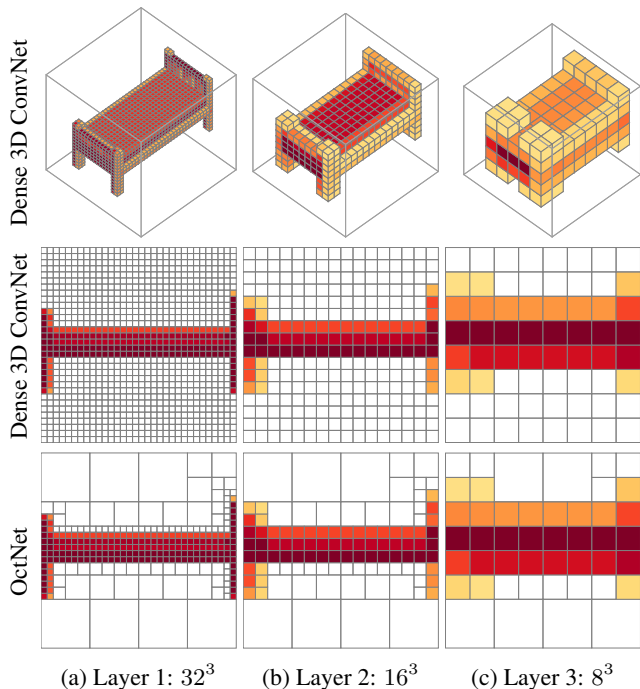 Dense 3D ConvNet
Dense 3D ConvNet
OctNet
(a) Layer 1: 32³
(b) Layer 2: 16³
(c) Layer 3: 8³